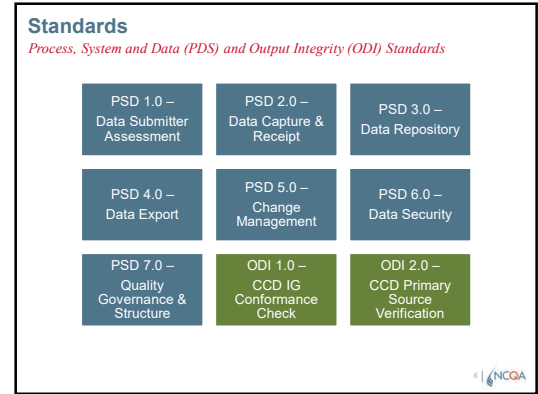 Standards
Process, System and Data (PDS) and Output Integrity (ODI) Standards
PSD 1.0 –
Data Submitter
Assessment
PSD 2.0 –
Data Capture &
Receipt
PSD 3.0 –
Data Repository
PSD 4.0 –
Data Export
PSD 5.0 –
Change
Management
PSD 6.0 –
Data Security
PSD 7.0 –
Quality
Governance &
Structure
ODI 1.0 –
CCD IG
Conformance
Check
ODI 2.0 –
CCD Primary
Source
Verification
6 | NCQA